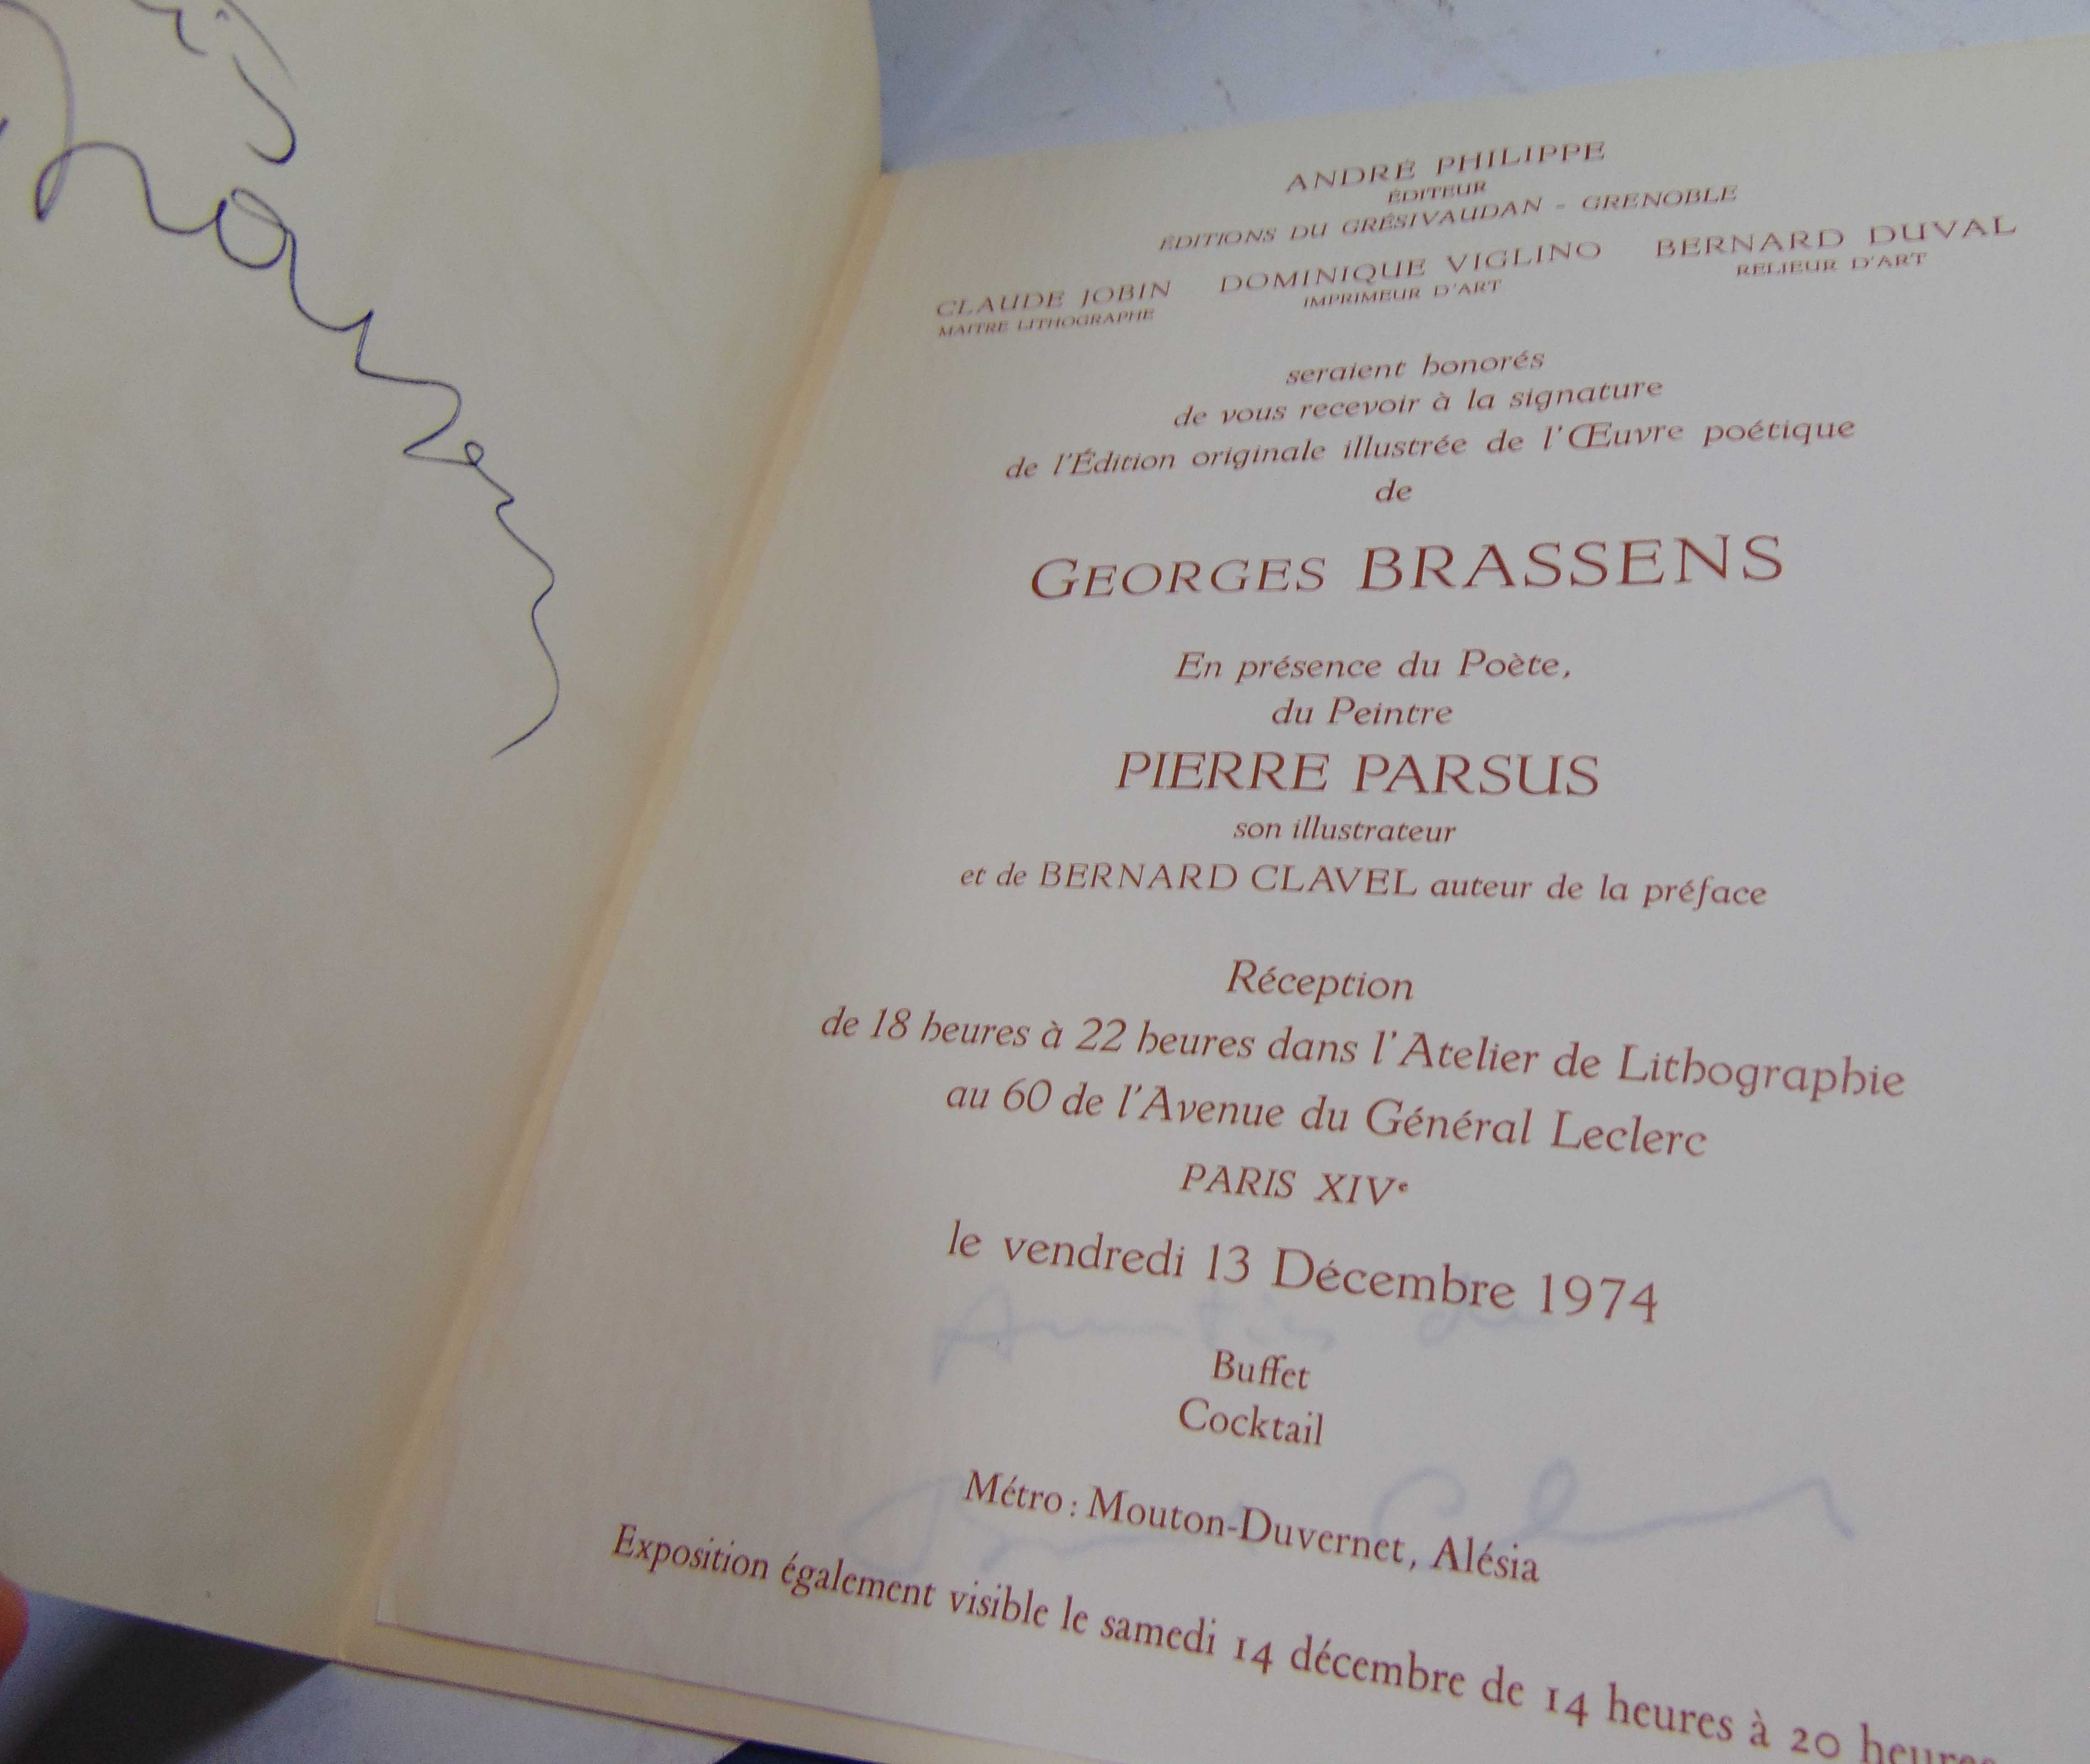 ANDRÉ PHILIPPE
ÉDITEUR
ÉDITIONS DU GRÉSIVAUDAN - GRENOBLE
CLAUDE JOBIN DOMINIQUE VIGLINO BERNARD DUVAL
MAITRE LITHOGRAPHE IMPRIMEUR D'ART RELIEUR D'ART
seraient honorés
de vous recevoir à la signature
de l'Édition originale illustrée de l'Œuvre poétique
de
GEORGES BRASSENS
En présence du Poète,
du Peintre
PIERRE PARSUS
son illustrateur
et de BERNARD CLAVEL auteur de la préface
Réception
de 18 heures à 22 heures dans l'Atelier de Lithographie
au 60 de l'Avenue du Général Leclerc
PARIS XIVe
le vendredi 13 Décembre 1974
Buffet
Cocktail
Métro : Mouton-Duvernet, Alésia
Exposition également visible le samedi 14 décembre de 14 heures à 20 heures